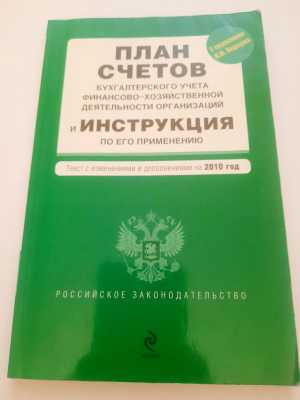 ПЛАН
СЧЕТОВ
БУХГАЛТЕРСКОГО УЧЕТА
ФИНАНСОВО-ХОЗЯЙСТВЕННОЙ
ДЕЯТЕЛЬНОСТИ ОРГАНИЗАЦИЙ
И ИНСТРУКЦИЯ
ПО ЕГО ПРИМЕНЕНИЮ
Текст с изменениями и дополнениями на 2010 год
РОССИЙСКОЕ ЗАКОНОДАТЕЛЬСТВО